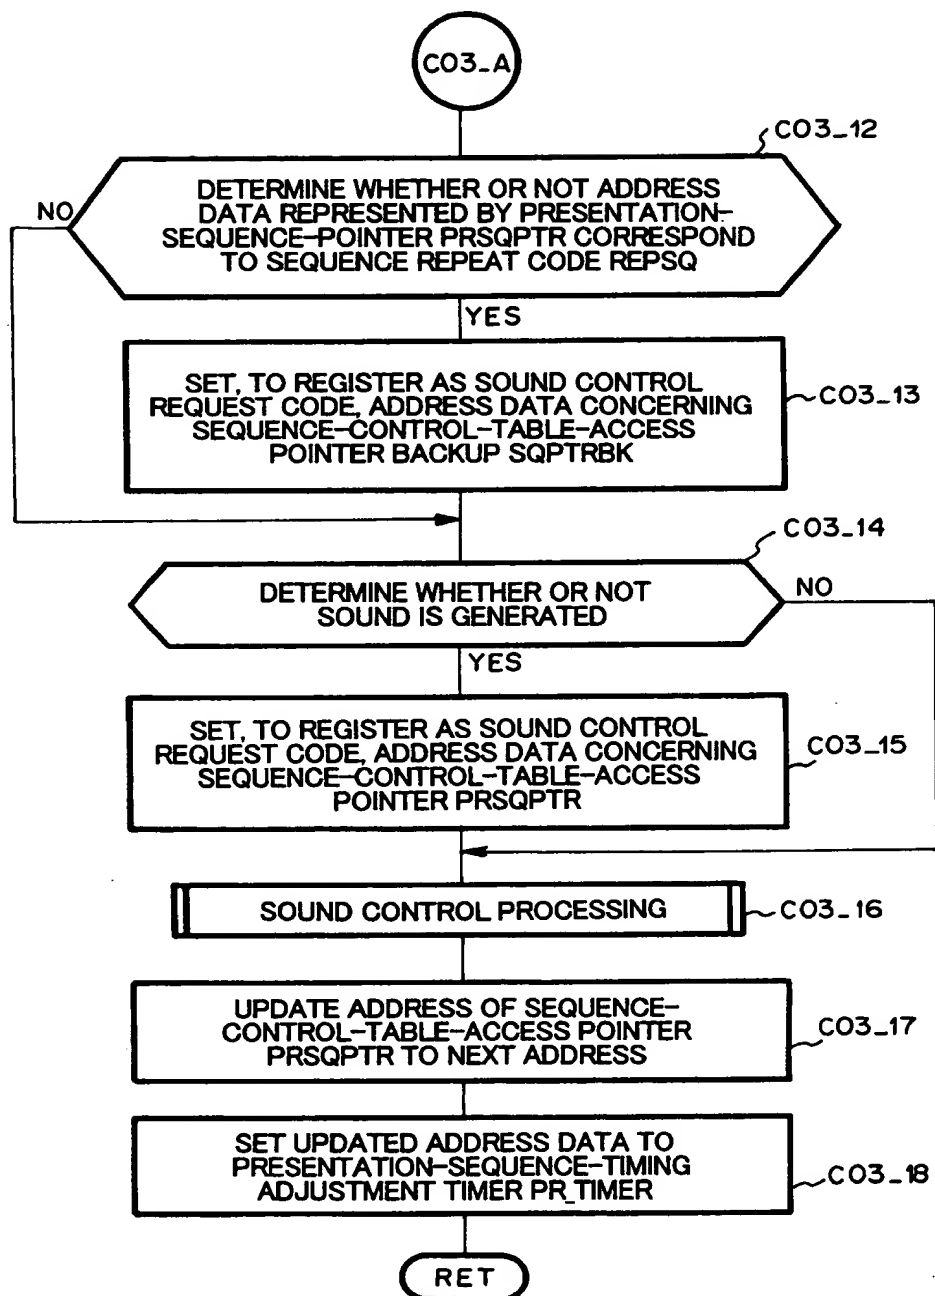 C03_A
C03_12
DETERMINE WHETHER OR NOT ADDRESS
DATA REPRESENTED BY PRESENTATION-
SEQUENCE-POINTER PRSQPTR CORRESPOND
TO SEQUENCE REPEAT CODE REPSQ
NO
YES
SET, TO REGISTER AS SOUND CONTROL
REQUEST CODE, ADDRESS DATA CONCERNING
SEQUENCE-CONTROL-TABLE-ACCESS
POINTER BACKUP SQPTRBK
C03_13
C03_14
DETERMINE WHETHER OR NOT
SOUND IS GENERATED
NO
YES
SET, TO REGISTER AS SOUND CONTROL
REQUEST CODE, ADDRESS DATA CONCERNING
SEQUENCE-CONTROL-TABLE-ACCESS
POINTER PRSQPTR
C03_15
SOUND CONTROL PROCESSING
C03_16
UPDATE ADDRESS OF SEQUENCE-
CONTROL-TABLE-ACCESS POINTER
PRSQPTR TO NEXT ADDRESS
C03_17
SET UPDATED ADDRESS DATA TO
PRESENTATION-SEQUENCE-TIMING
ADJUSTMENT TIMER PR_TIMER
C03_18
RET